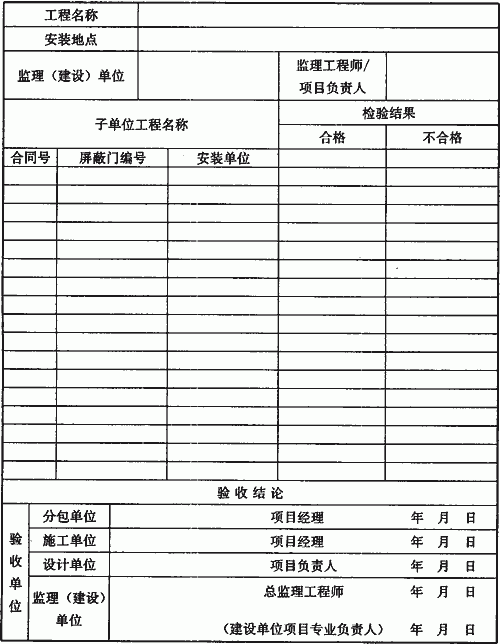 工程名称
安装地点
监理（建设）单位
监理工程师/
项目负责人
子单位工程名称
检验结果
合格 不合格
合同号 屏蔽门编号 安装单位
验收结论
验收单位
分包单位 项目经理 年 月 日
施工单位 项目经理 年 月 日
设计单位 项目负责人 年 月 日
监理（建设）
单位
总监理工程师 年 月 日
（建设单位项目专业负责人） 年 月 日